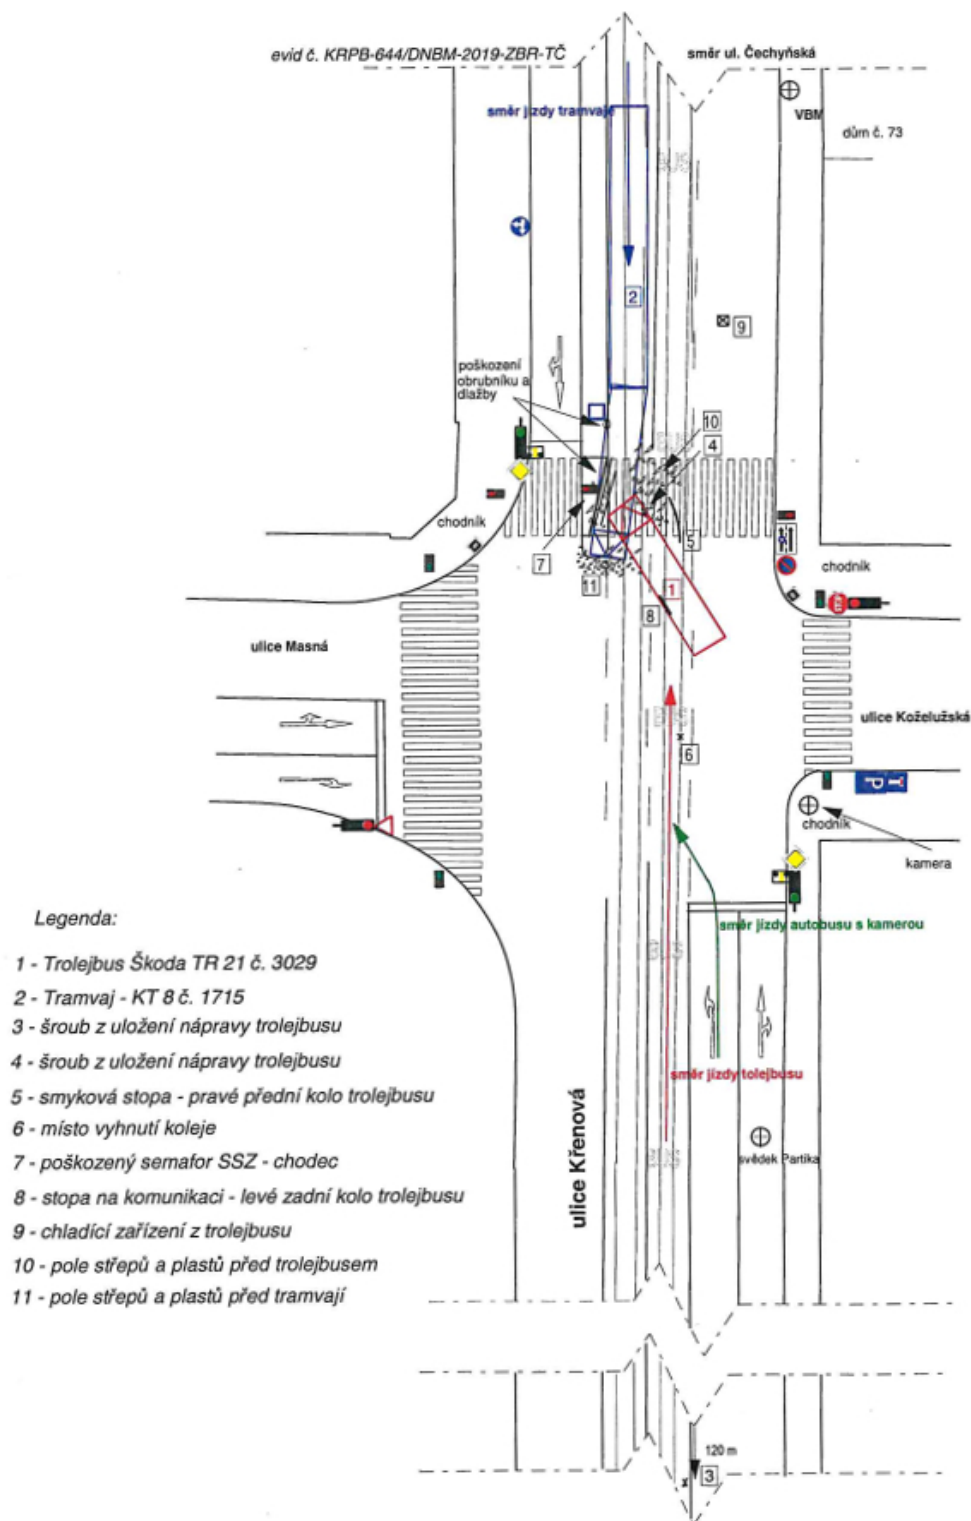 evid č. KRPB-644/DNBM-2019-ZBR-TČ
směr ul. Čechyňská
VBM
směr jízdy tramvaje
dům č. 73
2
9
poškození
obrubníku a
dlažby
10
4
chodník
5
7
11
1
8
chodník
ulice Masná
ulice Koželužská
6
chodník
kamera
T
P
směr jízdy autobusu s kamerou
směr jízdy tolejbusu
svědek Partika
ulice Křenová
Legenda:
1 - Trolejbus Škoda TR 21 č. 3029
2 - Tramvaj - KT 8 č. 1715
3 - šroub z uložení nápravy trolejbusu
4 - šroub z uložení nápravy trolejbusu
5 - smyková stopa - pravé přední kolo trolejbusu
6 - místo vyhnutí koleje
7 - poškozený semafor SSZ - chodec
8 - stopa na komunikaci - levé zadní kolo trolejbusu
9 - chladící zařízení z trolejbusu
10 - pole střepů a plastů před trolejbusem
11 - pole střepů a plastů před tramvají
120 m
3